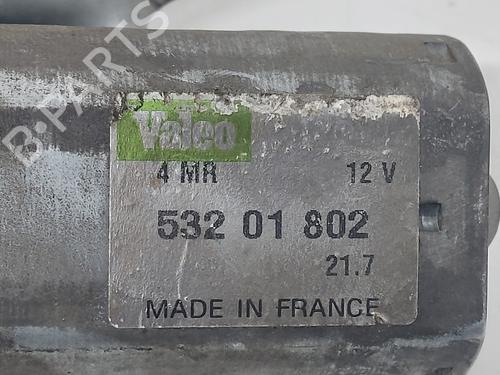 B-PARTS
Valeo
4 MR 12 V
532 01 802
21.7
MADE IN FRANCE